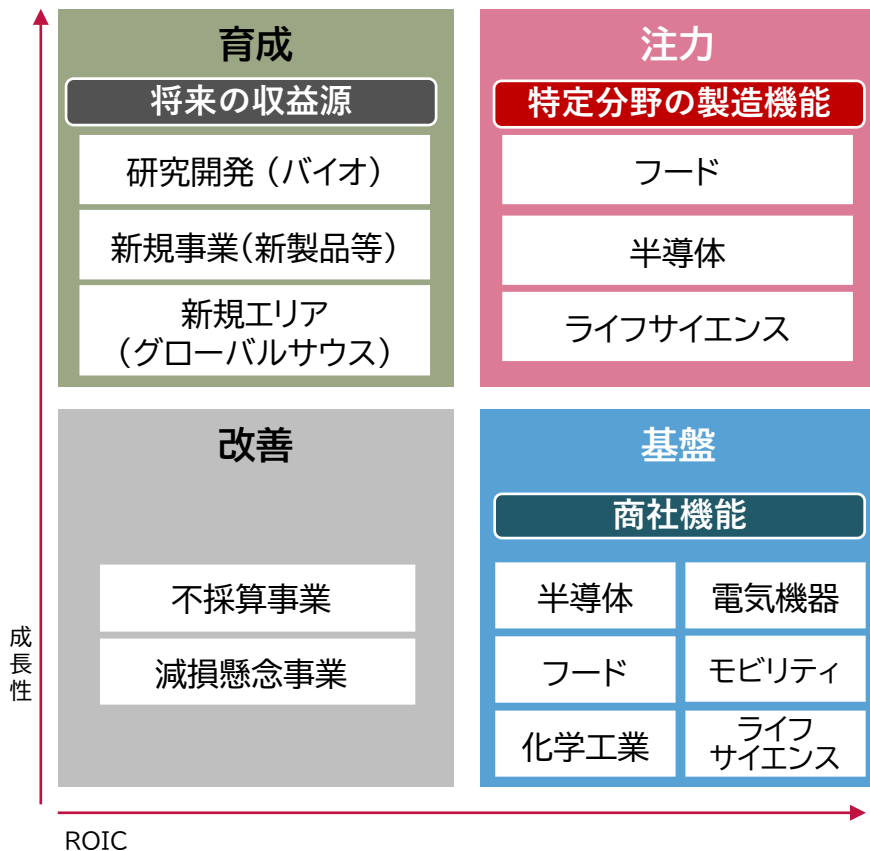 育成
将来の収益源
研究開発（バイオ）
新規事業（新製品等）
新規エリア
（グローバルサウス）
注力
特定分野の製造機能
フード
半導体
ライフサイエンス
改善
不採算事業
減損懸念事業
基盤
商社機能
半導体
電気機器
フード
モビリティ
化学工業
ライフ
サイエンス
成長性
ROIC